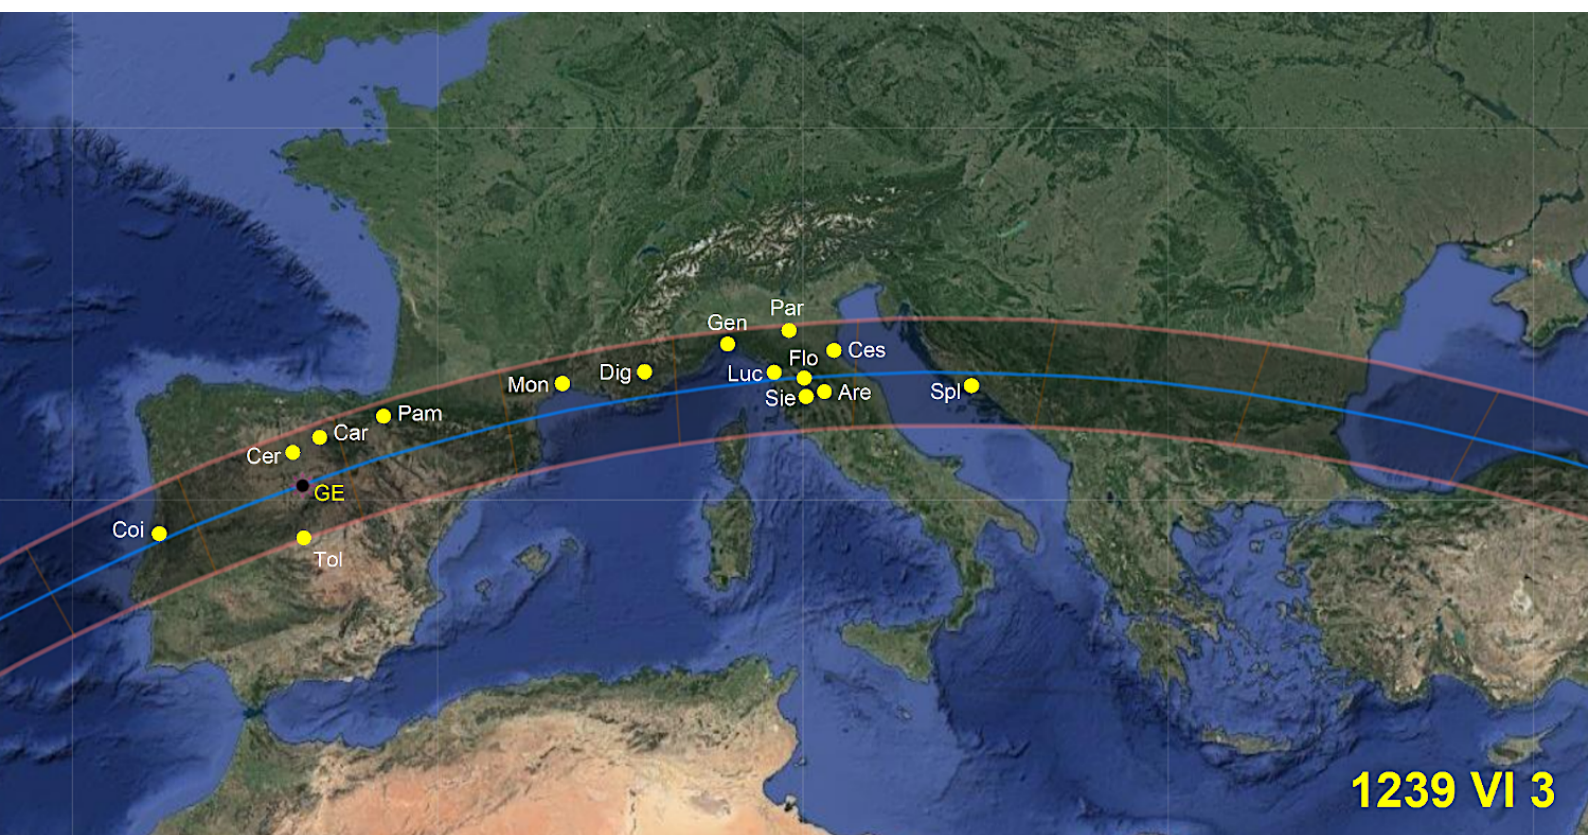 Par
Gen
Flo
Ces
Mon
Dig
Luc
Sie
Are
Spl
Pam
Car
Cer
GE
Coi
Tol
1239 VI 3